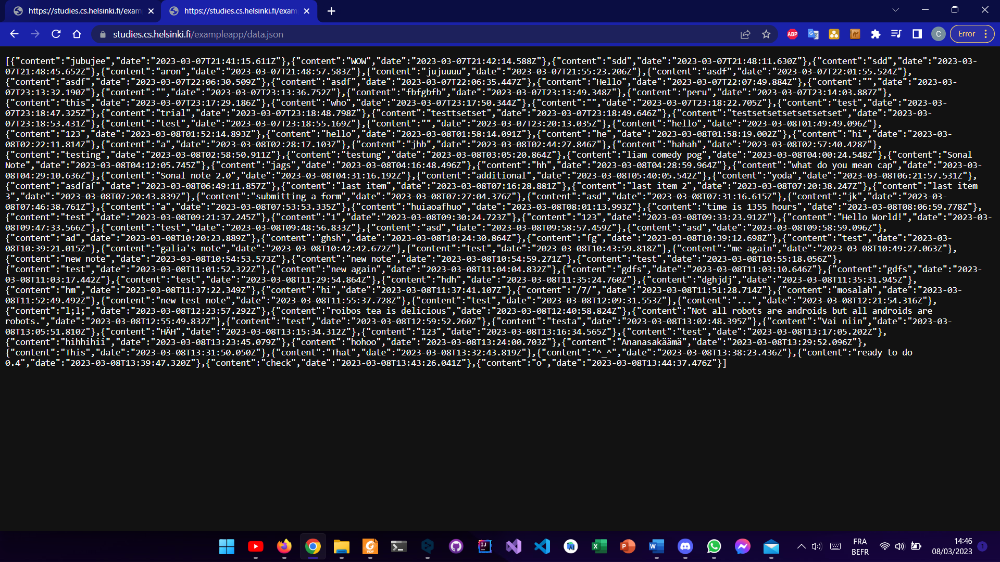 https://studies.cs.helsinki.fi/exam
https://studies.cs.helsinki.fi/exam
studies.cs.helsinki.fi/exampleapp/data.json
ABP
C
Error
[{"content":"jubujee","date":"2023-03-07T21:41:15.611Z"},{"content":"WOW","date":"2023-03-07T21:42:14.588Z"},{"content":"sdd","date":"2023-03-07T21:48:11.630Z"},{"content":"sdd","date":"2023-03-
07T21:48:45.652Z"},{"content":"aron","date":"2023-03-07T21:48:57.583Z"},{"content":"jujuuuu","date":"2023-03-07T21:55:23.206Z"},{"content":"asdf","date":"2023-03-07T22:01:55.524Z"},
{"content":"asdf","date":"2023-03-07T22:06:30.509Z"},{"content":"asdf","date":"2023-03-07T22:06:35.447Z"},{"content":"Hello","date":"2023-03-07T22:07:49.884Z"},{"content":"","date":"2023-03-
07T23:13:32.190Z"},{"content":"","date":"2023-03-07T23:13:36.752Z"},{"content":"fbfgbfb","date":"2023-03-07T23:13:49.348Z"},{"content":"peru","date":"2023-03-07T23:14:03.887Z"},
{"content":"this","date":"2023-03-07T23:17:29.186Z"},{"content":"who","date":"2023-03-07T23:17:50.344Z"},{"content":"","date":"2023-03-07T23:18:22.705Z"},{"content":"test","date":"2023-03-
07T23:18:47.325Z"},{"content":"trial","date":"2023-03-07T23:18:48.798Z"},{"content":"testtsetset","date":"2023-03-07T23:18:49.646Z"},{"content":"testsetsetsetsetsetset","date":"2023-03-
07T23:18:53.431Z"},{"content":"test","date":"2023-03-07T23:18:55.169Z"},{"content":"","date":"2023-03-07T23:20:13.035Z"},{"content":"hello","date":"2023-03-08T01:49:49.096Z"},
{"content":"123","date":"2023-03-08T01:52:14.893Z"},{"content":"hello","date":"2023-03-08T01:58:14.091Z"},{"content":"he","date":"2023-03-08T01:58:19.002Z"},{"content":"hi","date":"2023-03-
08T02:22:11.814Z"},{"content":"a","date":"2023-03-08T02:28:17.103Z"},{"content":"jhb","date":"2023-03-08T02:44:27.846Z"},{"content":"hahah","date":"2023-03-08T02:57:40.428Z"},
{"content":"testing","date":"2023-03-08T02:58:50.911Z"},{"content":"testung","date":"2023-03-08T03:05:20.864Z"},{"content":"liam comedy pog","date":"2023-03-08T04:00:24.548Z"},{"content":"Sonal
Note","date":"2023-03-08T04:12:05.745Z"},{"content":"jags","date":"2023-03-08T04:16:48.496Z"},{"content":"hh","date":"2023-03-08T04:28:59.964Z"},{"content":"what do you mean cap","date":"2023-03-
08T04:29:10.636Z"},{"content":"Sonal note 2.0","date":"2023-03-08T04:31:16.192Z"},{"content":"additional","date":"2023-03-08T05:40:05.542Z"},{"content":"yoda","date":"2023-03-08T06:21:57.531Z"},
{"content":"asdfaf","date":"2023-03-08T06:49:11.857Z"},{"content":"last item","date":"2023-03-08T07:16:28.881Z"},{"content":"last item 2","date":"2023-03-08T07:20:38.247Z"},{"content":"last item
3","date":"2023-03-08T07:20:43.839Z"},{"content":"submitting a form","date":"2023-03-08T07:27:04.376Z"},{"content":"asd","date":"2023-03-08T07:31:16.615Z"},{"content":"jk","date":"2023-03-
08T07:46:38.761Z"},{"content":"a","date":"2023-03-08T07:53:53.335Z"},{"content":"huiaoafhuo","date":"2023-03-08T08:01:13.993Z"},{"content":"time is 1355 hours","date":"2023-03-08T08:06:59.778Z"},
{"content":"test","date":"2023-03-08T09:21:37.245Z"},{"content":"1","date":"2023-03-08T09:30:24.723Z"},{"content":"123","date":"2023-03-08T09:33:23.912Z"},{"content":"Hello World!","date":"2023-03-
08T09:47:33.566Z"},{"content":"test","date":"2023-03-08T09:48:56.833Z"},{"content":"asd","date":"2023-03-08T09:58:57.459Z"},{"content":"asd","date":"2023-03-08T09:58:59.096Z"},
{"content":"ad","date":"2023-03-08T10:20:23.889Z"},{"content":"ghsh","date":"2023-03-08T10:24:30.864Z"},{"content":"fg","date":"2023-03-08T10:39:12.698Z"},{"content":"test","date":"2023-03-
08T10:39:21.015Z"},{"content":"galia's note","date":"2023-03-08T10:42:42.672Z"},{"content":"test","date":"2023-03-08T10:43:59.818Z"},{"content":"me again","date":"2023-03-08T10:49:27.063Z"},
{"content":"new note","date":"2023-03-08T10:54:53.573Z"},{"content":"new note","date":"2023-03-08T10:54:59.271Z"},{"content":"test","date":"2023-03-08T10:55:18.056Z"},
{"content":"test","date":"2023-03-08T11:01:52.322Z"},{"content":"new again","date":"2023-03-08T11:04:04.832Z"},{"content":"gdfs","date":"2023-03-08T11:03:10.646Z"},{"content":"gdfs","date":"2023-
03-08T11:03:17.442Z"},{"content":"test","date":"2023-03-08T11:29:54.864Z"},{"content":"hdh","date":"2023-03-08T11:35:24.760Z"},{"content":"dghjdj","date":"2023-03-08T11:35:31.945Z"},
{"content":"hm","date":"2023-03-08T11:37:22.349Z"},{"content":"hi","date":"2023-03-08T11:37:41.107Z"},{"content":"/7/","date":"2023-03-08T11:51:28.714Z"},{"content":"mosalah","date":"2023-03-
08T11:52:49.492Z"},{"content":"new test note","date":"2023-03-08T11:55:37.728Z"},{"content":"test","date":"2023-03-08T12:09:31.553Z"},{"content":"...","date":"2023-03-08T12:21:54.316Z"},
{"content":"l;l;","date":"2023-03-08T12:23:57.292Z"},{"content":"roibos tea is delicious","date":"2023-03-08T12:40:58.824Z"},{"content":"Not all robots are androids but all androids are
robots.","date":"2023-03-08T12:55:49.832Z"},{"content":"test","date":"2023-03-08T12:59:52.260Z"},{"content":"testa","date":"2023-03-08T13:02:48.395Z"},{"content":"Vai niin","date":"2023-03-
08T13:05:51.810Z"},{"content":"HÄH","date":"2023-03-08T13:15:34.312Z"},{"content":"123","date":"2023-03-08T13:16:34.565Z"},{"content":"test","date":"2023-03-08T13:17:05.202Z"},
{"content":"hihhihii","date":"2023-03-08T13:23:45.079Z"},{"content":"hohoo","date":"2023-03-08T13:24:00.703Z"},{"content":"Ananasakäämä","date":"2023-03-08T13:29:52.096Z"},
{"content":"This","date":"2023-03-08T13:31:50.050Z"},{"content":"That","date":"2023-03-08T13:32:43.819Z"},{"content":"^_^","date":"2023-03-08T13:38:23.436Z"},{"content":"ready to do
0.4","date":"2023-03-08T13:39:47.320Z"},{"content":"check","date":"2023-03-08T13:43:26.041Z"},{"content":"o","date":"2023-03-08T13:44:37.476Z"}]
FRA
BEFR
14:46
08/03/2023
1